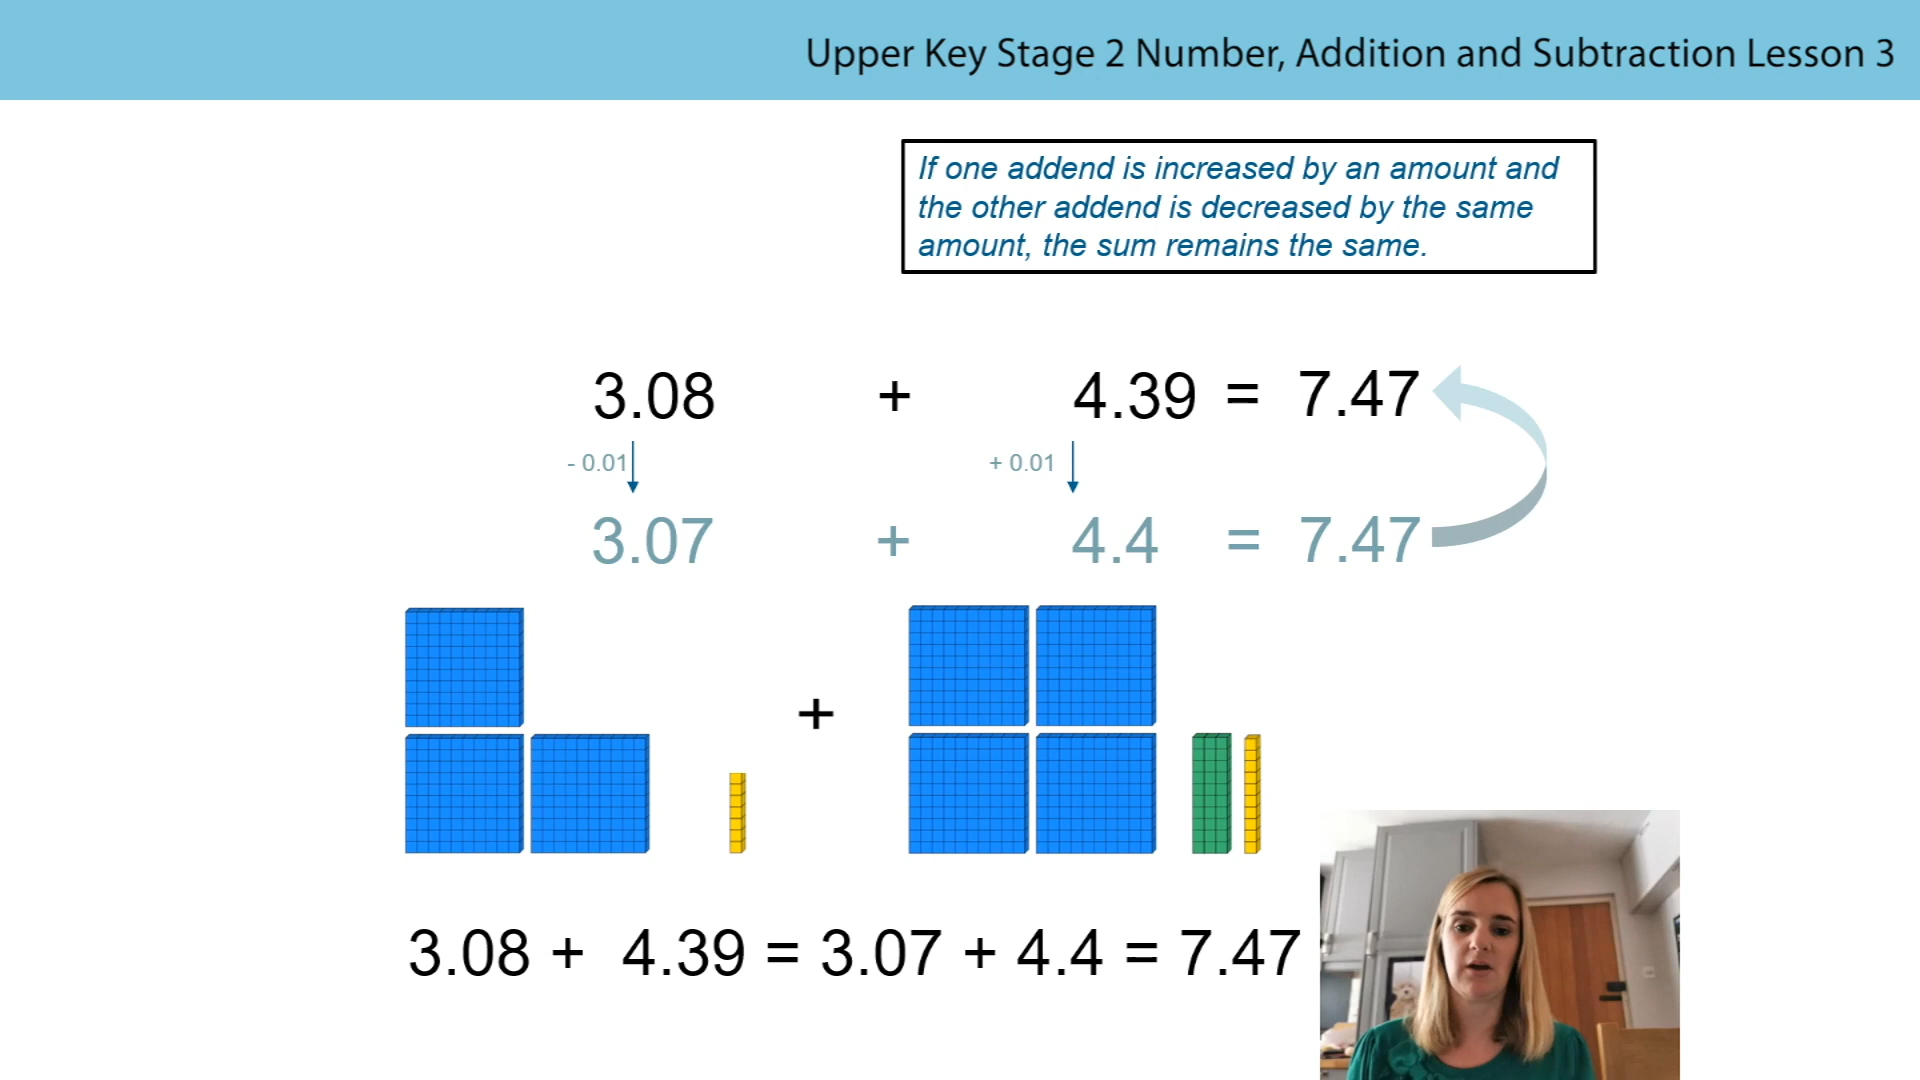 Upper Key Stage 2 Number, Addition and Subtraction Lesson 3
If one addend is increased by an amount and
the other addend is decreased by the same
amount, the sum remains the same.
3.08 + 4.39 = 7.47
- 0.01 + 0.01
3.07 + 4.4 = 7.47
+
3.08 + 4.39 = 3.07 + 4.4 = 7.47